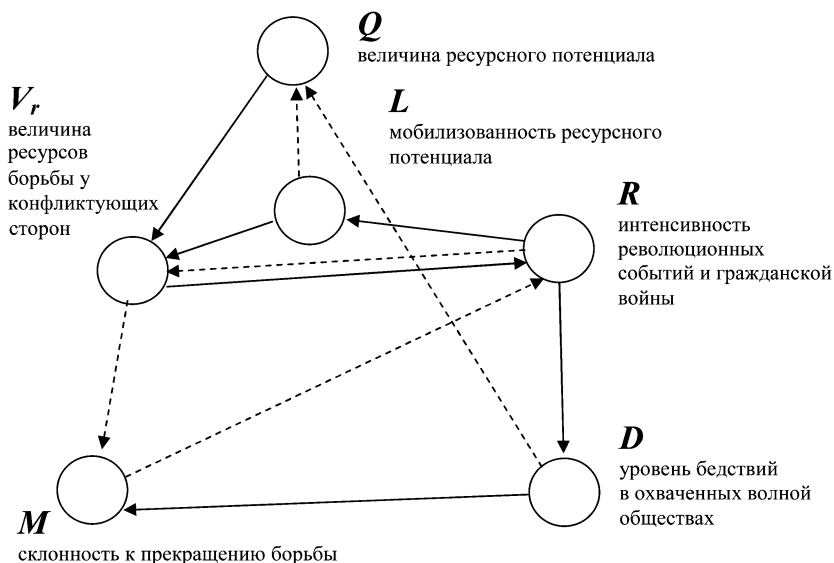 Q
величина ресурсного потенциала
V_r
величина
ресурсов
борьбы у
конфликтующих
сторон
L
мобилизованность ресурсного
потенциала
R
интенсивность
революционных
событий и гражданской
войны
D
уровень бедствий
в охваченных волной
обществах
M
склонность к прекращению борьбы